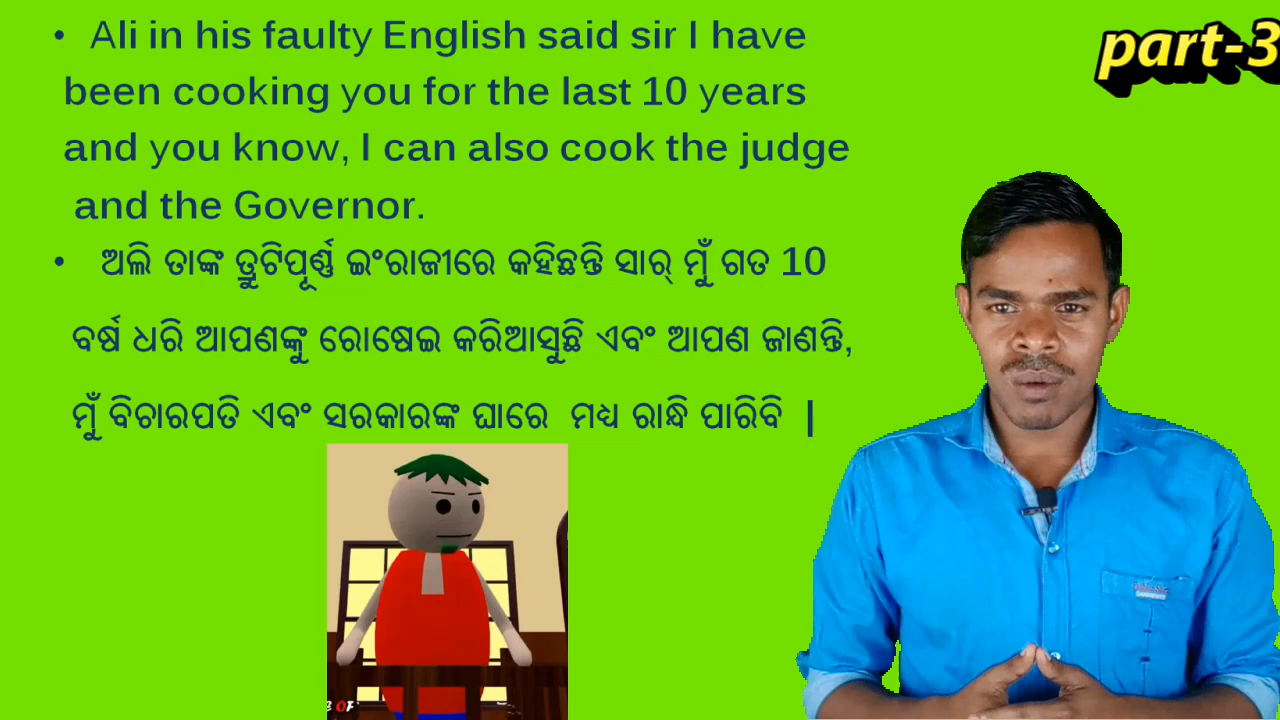 part-3
• Ali in his faulty English said sir I have
been cooking you for the last 10 years
and you know, I can also cook the judge
and the Governor.
• ଅଲି ତାଙ୍କ ତ୍ରୁଟିପୂର୍ଣ୍ଣ ଇଂରାଜୀରେ କହିଛନ୍ତି ସାର୍ ମୁଁ ଗତ 10
ବର୍ଷ ଧରି ଆପଣଙ୍କୁ ରୋଷେଇ କରିଆସୁଛି ଏବଂ ଆପଣ ଜାଣନ୍ତି,
ମୁଁ ବିଚାରପତି ଏବଂ ସରକାରଙ୍କ ଘାରେ ମଧ୍ୟ ରାନ୍ଧି ପାରିବି |
OF